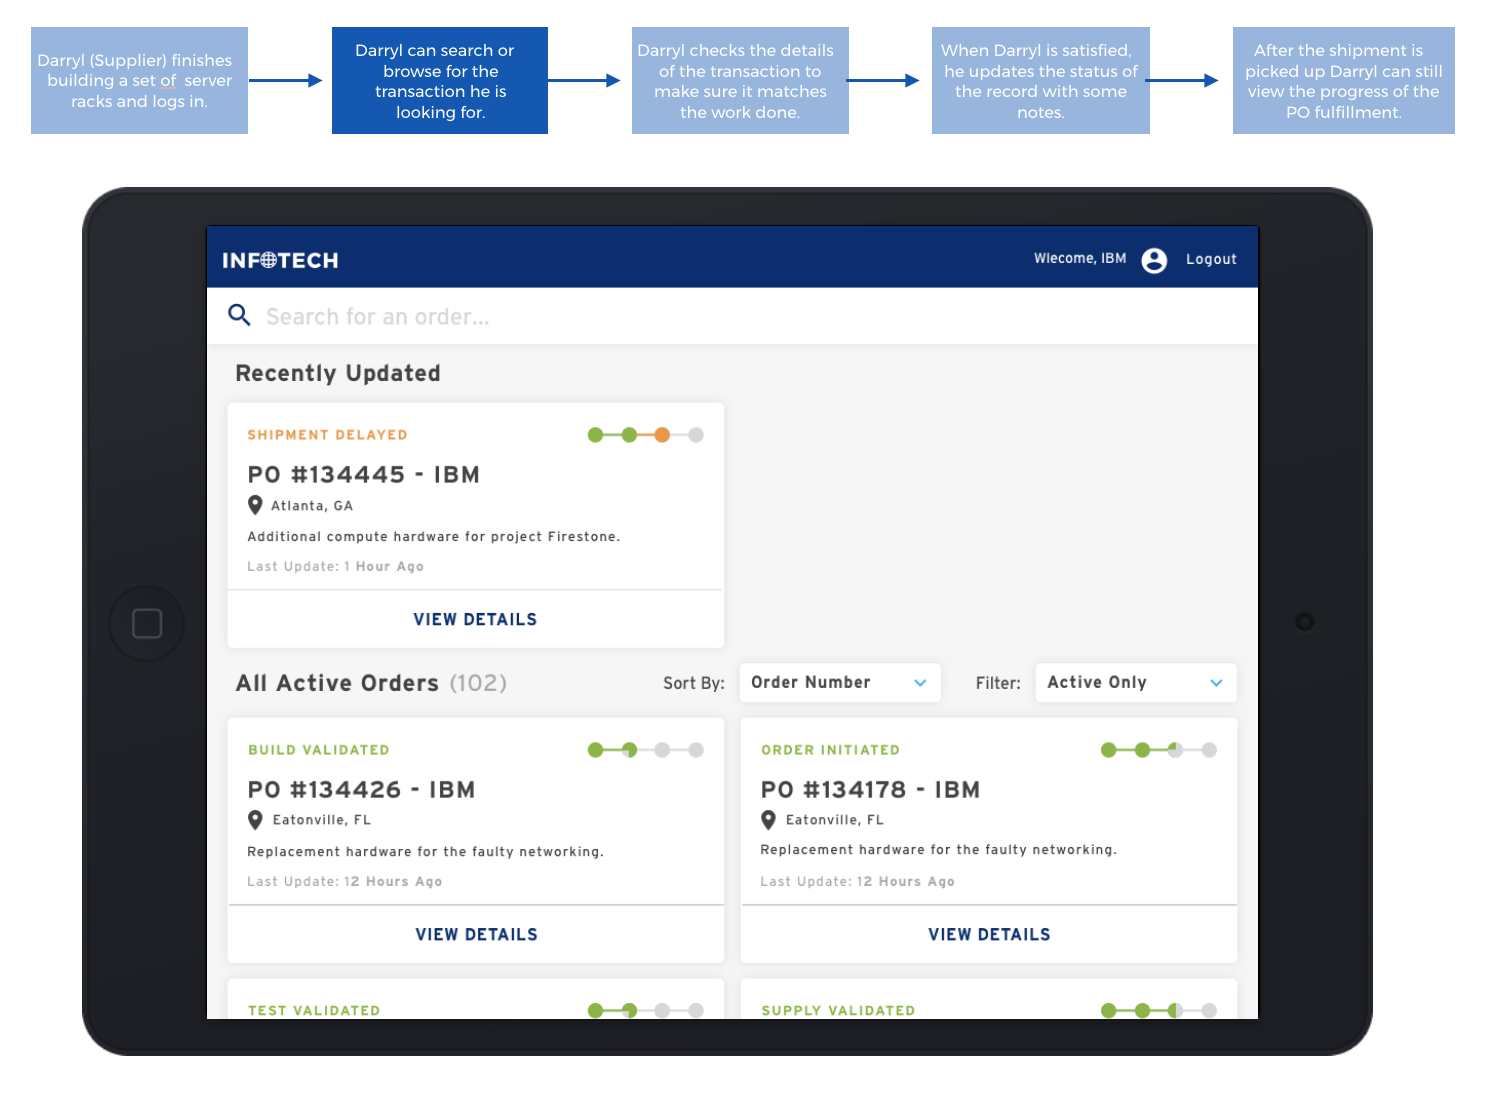 Darryl (Supplier) finishes
building a set of server
racks and logs in.
Darryl can search or
browse for the
transaction he is
looking for.
Darryl checks the details
of the transaction to
make sure it matches
the work done.
When Darryl is satisfied,
he updates the status of
the record with some
notes.
After the shipment is
picked up Darryl can still
view the progress of the
PO fulfillment.
INFOTECH
Wlecome, IBM
Logout
Search for an order...
Recently Updated
SHIPMENT DELAYED
PO #134445 - IBM
Atlanta, GA
Additional compute hardware for project Firestone.
Last Update: 1 Hour Ago
VIEW DETAILS
All Active Orders (102)
Sort By: Order Number
Filter: Active Only
BUILD VALIDATED
PO #134426 - IBM
Eatonville, FL
Replacement hardware for the faulty networking.
Last Update: 12 Hours Ago
VIEW DETAILS
ORDER INITIATED
PO #134178 - IBM
Eatonville, FL
Replacement hardware for the faulty networking.
Last Update: 12 Hours Ago
VIEW DETAILS
TEST VALIDATED
SUPPLY VALIDATED